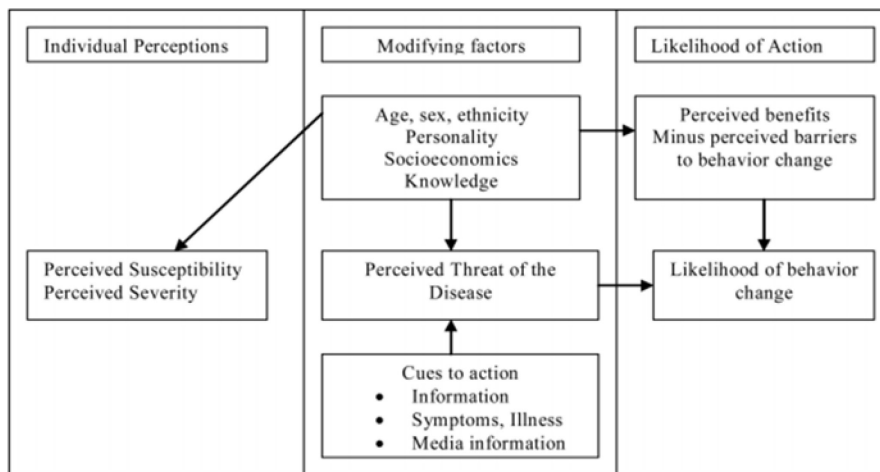 Individual Perceptions
Modifying factors
Likelihood of Action
Age, sex, ethnicity
Personality
Socioeconomics
Knowledge
Perceived benefits
Minus perceived barriers
to behavior change
Perceived Susceptibility
Perceived Severity
Perceived Threat of the
Disease
Likelihood of behavior
change
Cues to action
• Information
• Symptoms, Illness
• Media information